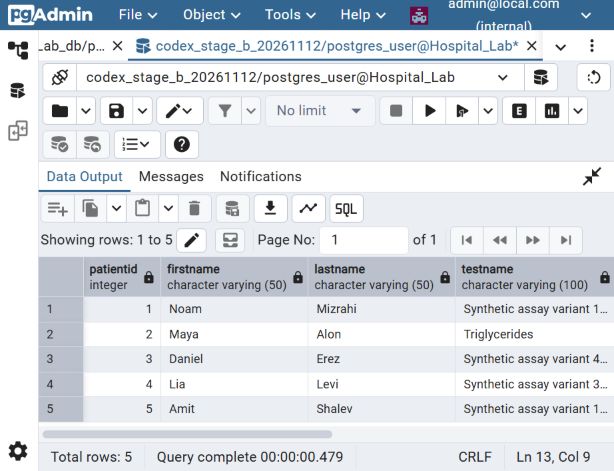 pgAdmin File Object Tools Help admin@local.com
(internal)
_ab_db/p... codex_stage_b_20261112/postgres_user@Hospital_Lab*
codex_stage_b_20261112/postgres_user@Hospital_Lab
No limit
E
Data Output Messages Notifications
SQL
Showing rows: 1 to 5 Page No: 1 of 1
patientid firstname lastname testname
integer character varying (50) character varying (50) character varying (100)
1 1 Noam Mizrahi Synthetic assay variant 1...
2 2 Maya Alon Triglycerides
3 3 Daniel Erez Synthetic assay variant 4...
4 4 Lia Levi Synthetic assay variant 3...
5 5 Amit Shalev Synthetic assay variant 1...
Total rows: 5 Query complete 00:00:00.479 CRLF Ln 13, Col 9